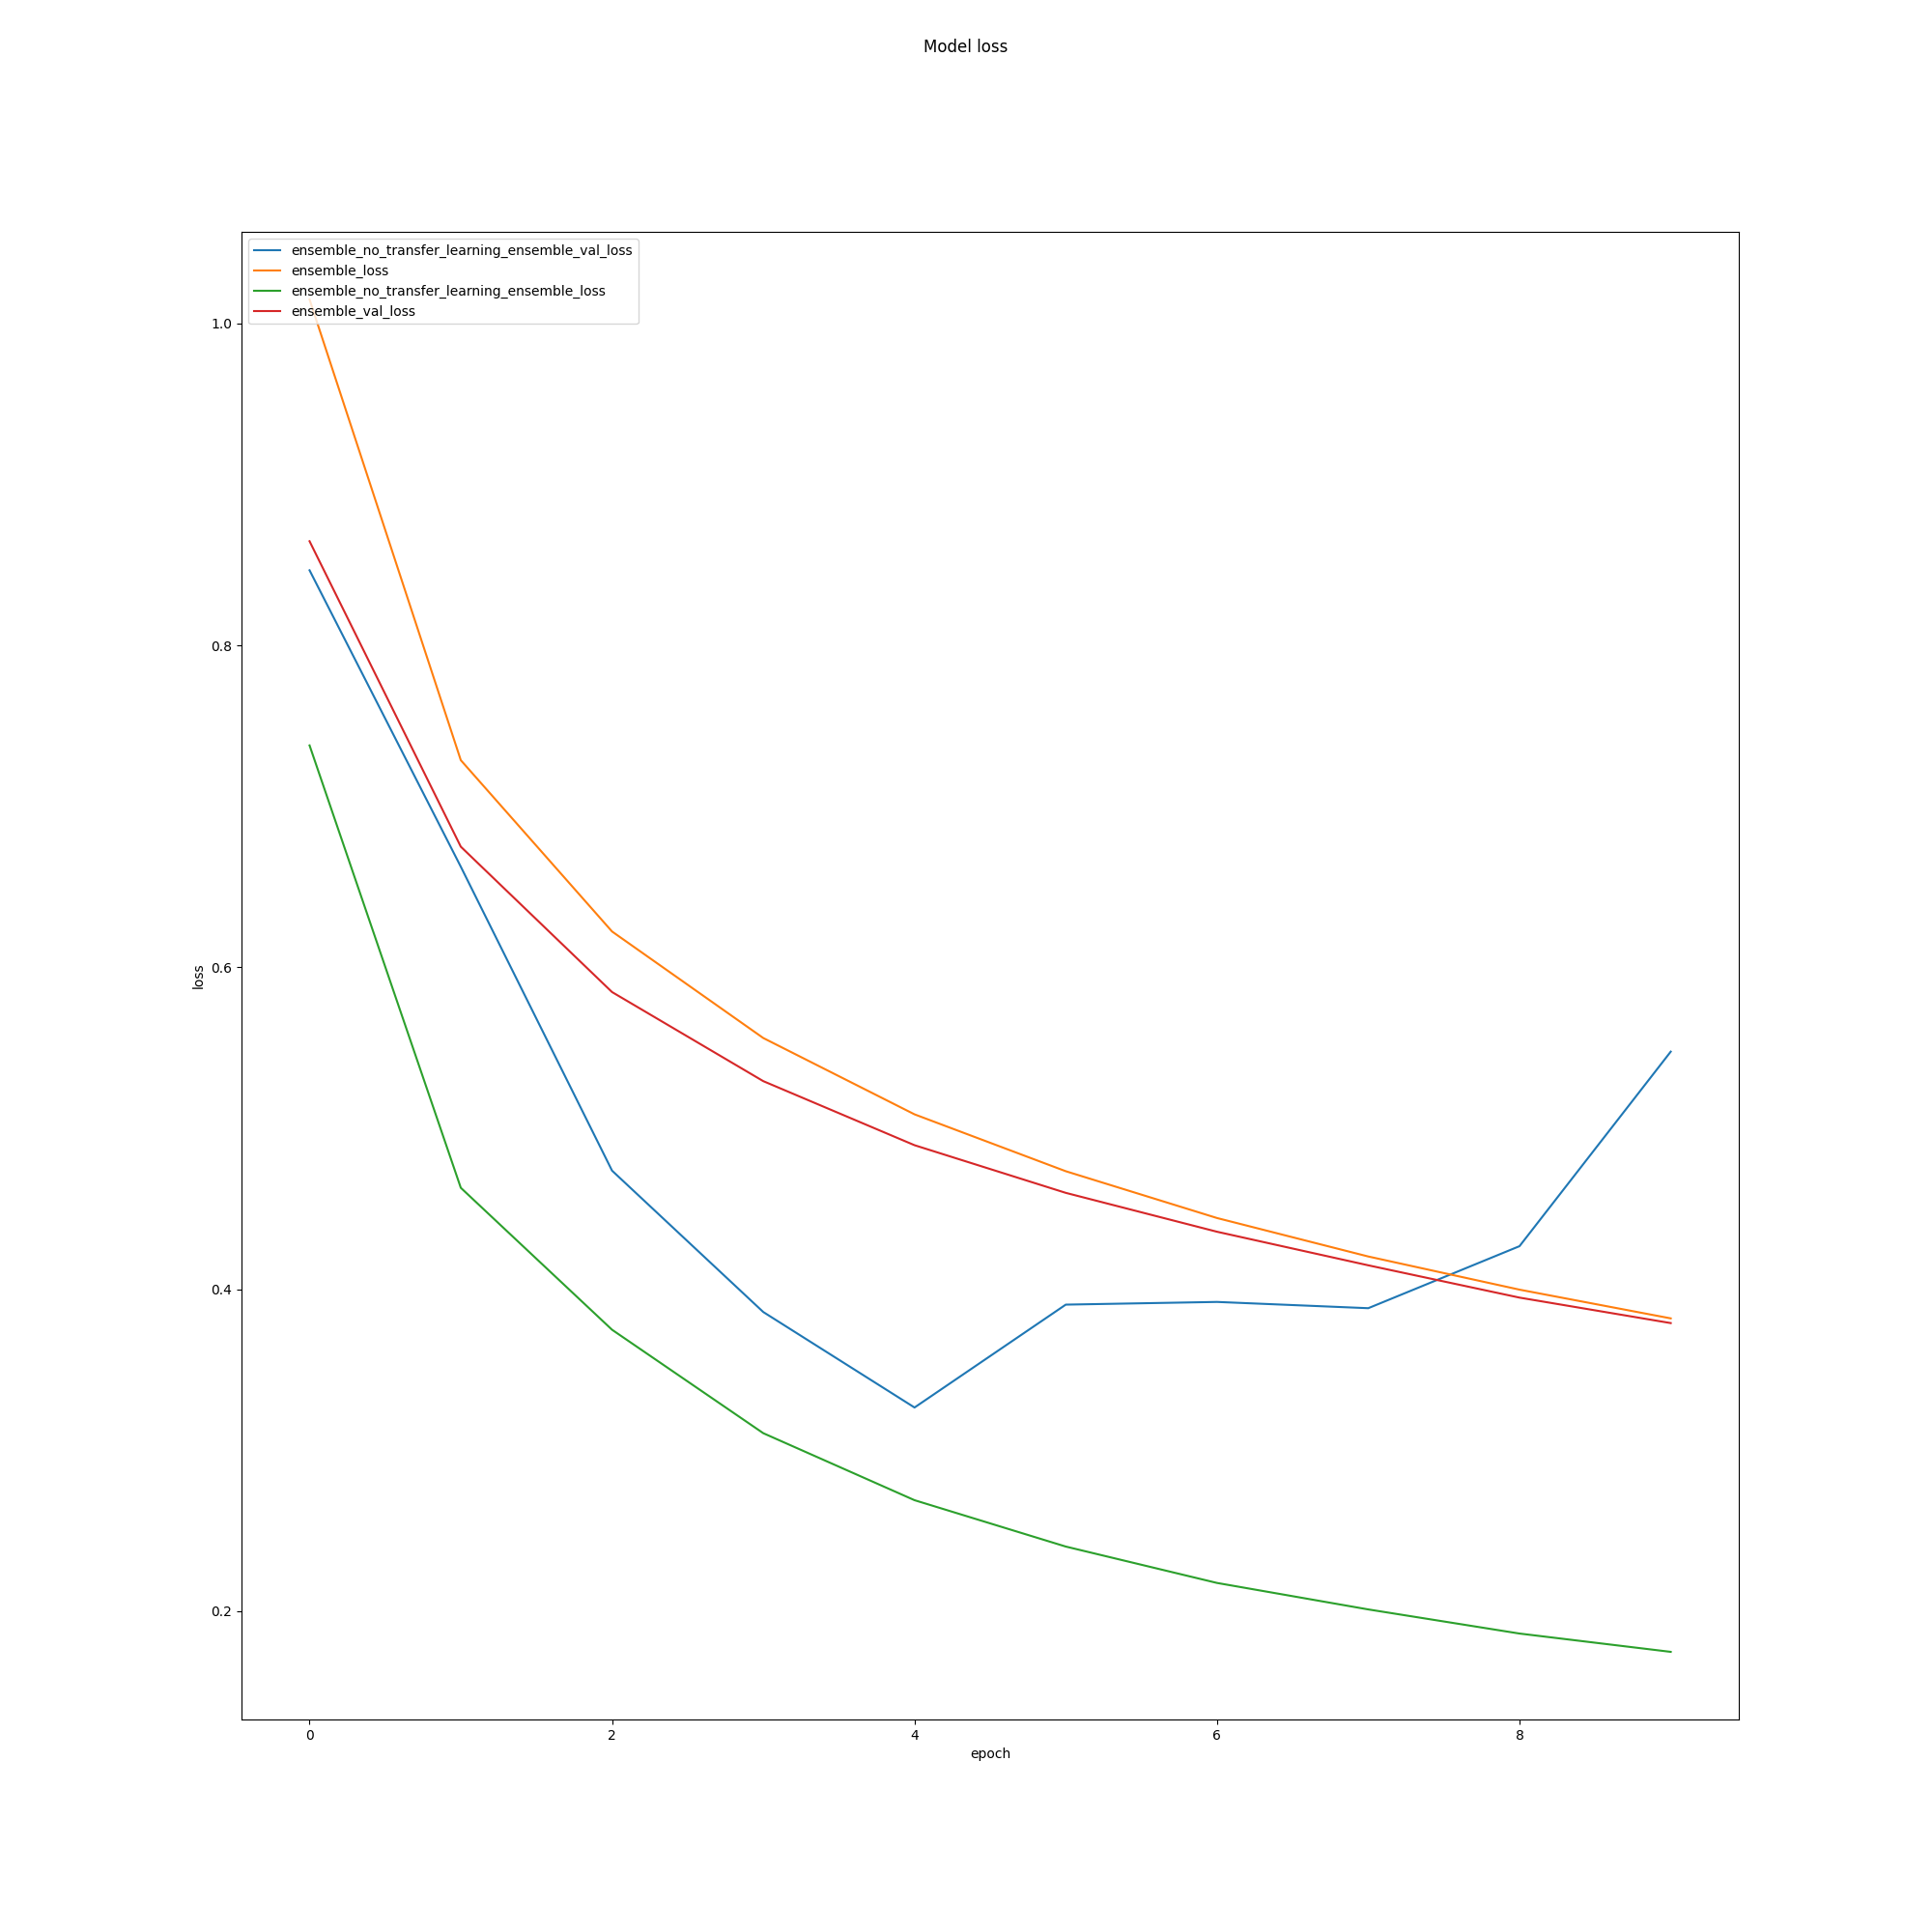 Model loss
ensemble_no_transfer_learning_ensemble_val_loss
ensemble_loss
ensemble_no_transfer_learning_ensemble_loss
ensemble_val_loss
1.0
0.8
0.6
0.4
0.2
loss
0 2 4 6 8
epoch